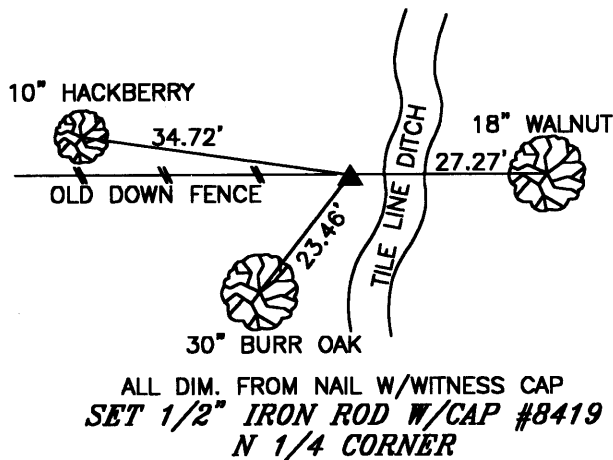 10" HACKBERRY
34.72'
18" WALNUT
27.27'
OLD DOWN FENCE
TILE LINE DITCH
23.46'
30" BURR OAK
ALL DIM. FROM NAIL W/WITNESS CAP
SET 1/2" IRON ROD W/CAP #8419
N 1/4 CORNER